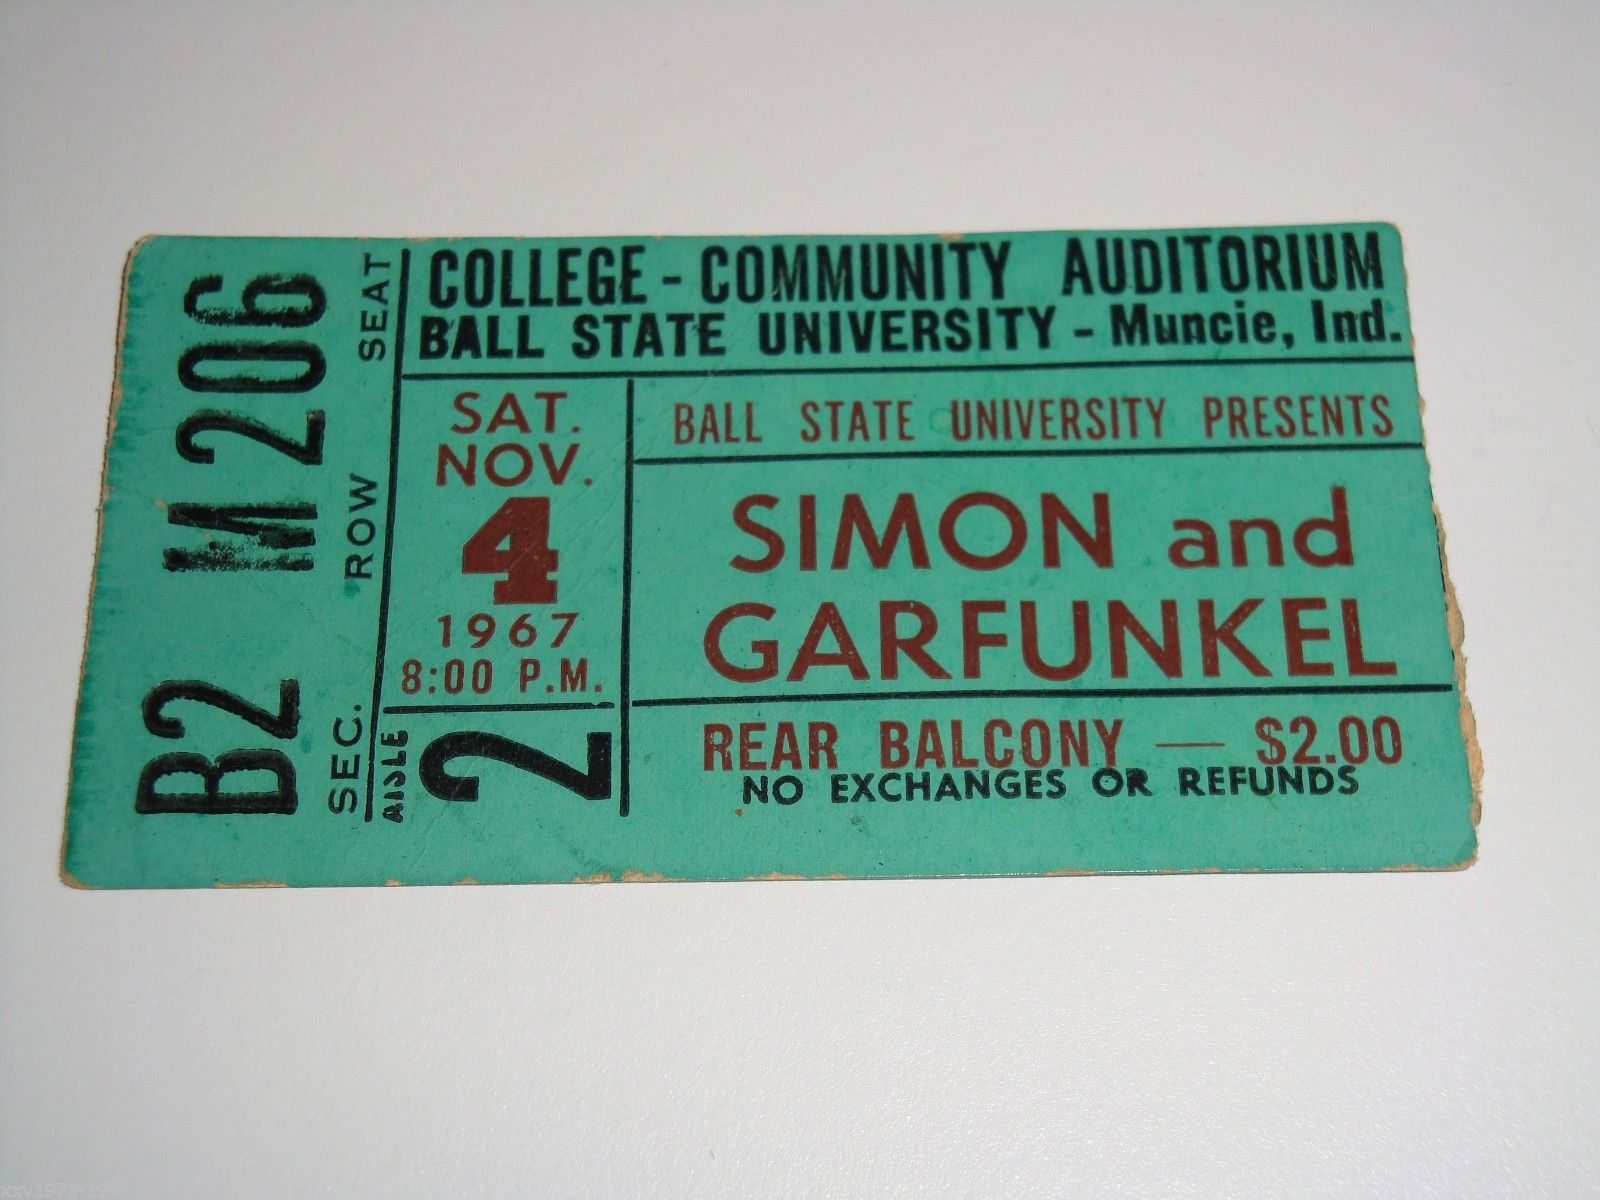 COLLEGE - COMMUNITY AUDITORIUM
BALL STATE UNIVERSITY - Muncie, Ind.
SAT.
NOV.
4
1967
8:00 P.M.
BALL STATE UNIVERSITY PRESENTS
SIMON and
GARFUNKEL
REAR BALCONY — $2.00
NO EXCHANGES OR REFUNDS
AISLE 2
B2 M 206
SEC. ROW SEAT